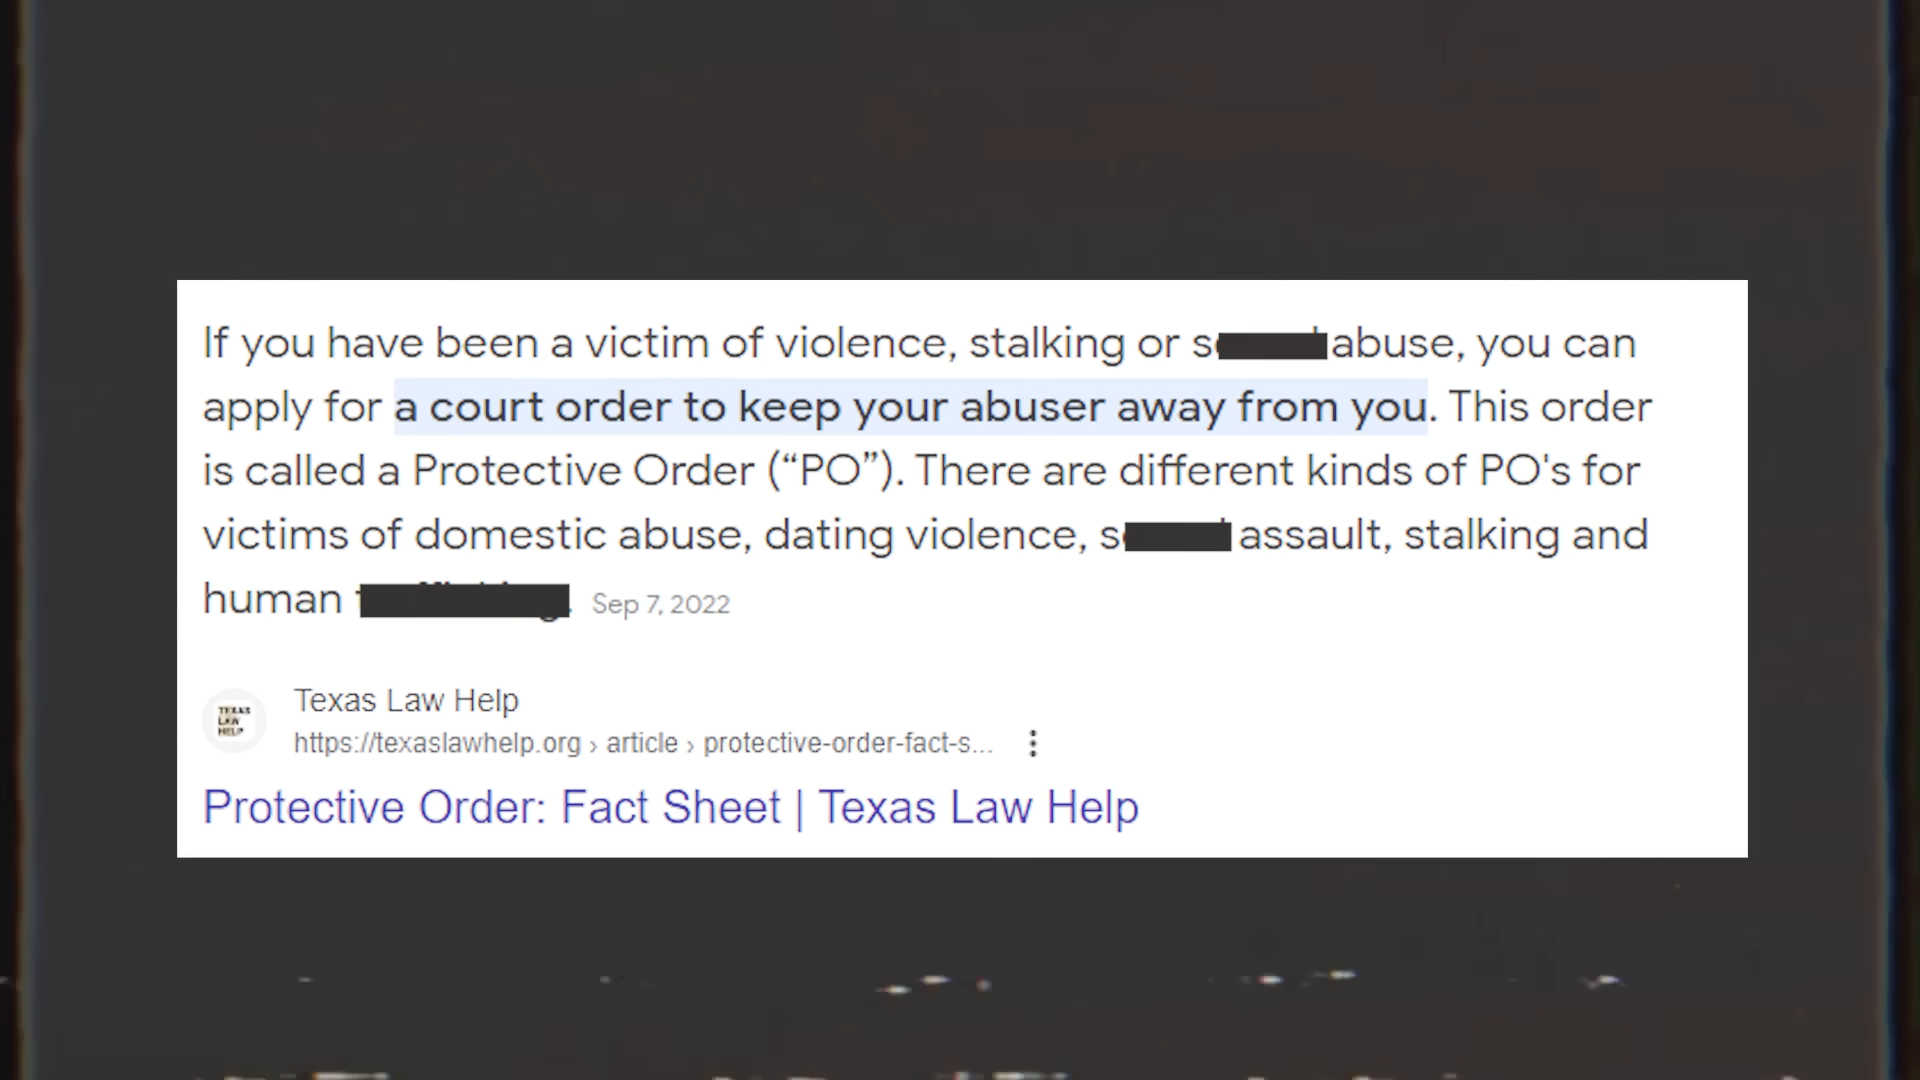 If you have been a victim of violence, stalking or abuse, you can
apply for a court order to keep your abuser away from you. This order
is called a Protective Order (“PO”). There are different kinds of PO's for
victims of domestic abuse, dating violence, assault, stalking and
human Sep 7, 2022
TEXAS
LAW
HELP
Texas Law Help
https://texaslawhelp.org › article › protective-order-fact-s...
Protective Order: Fact Sheet | Texas Law Help